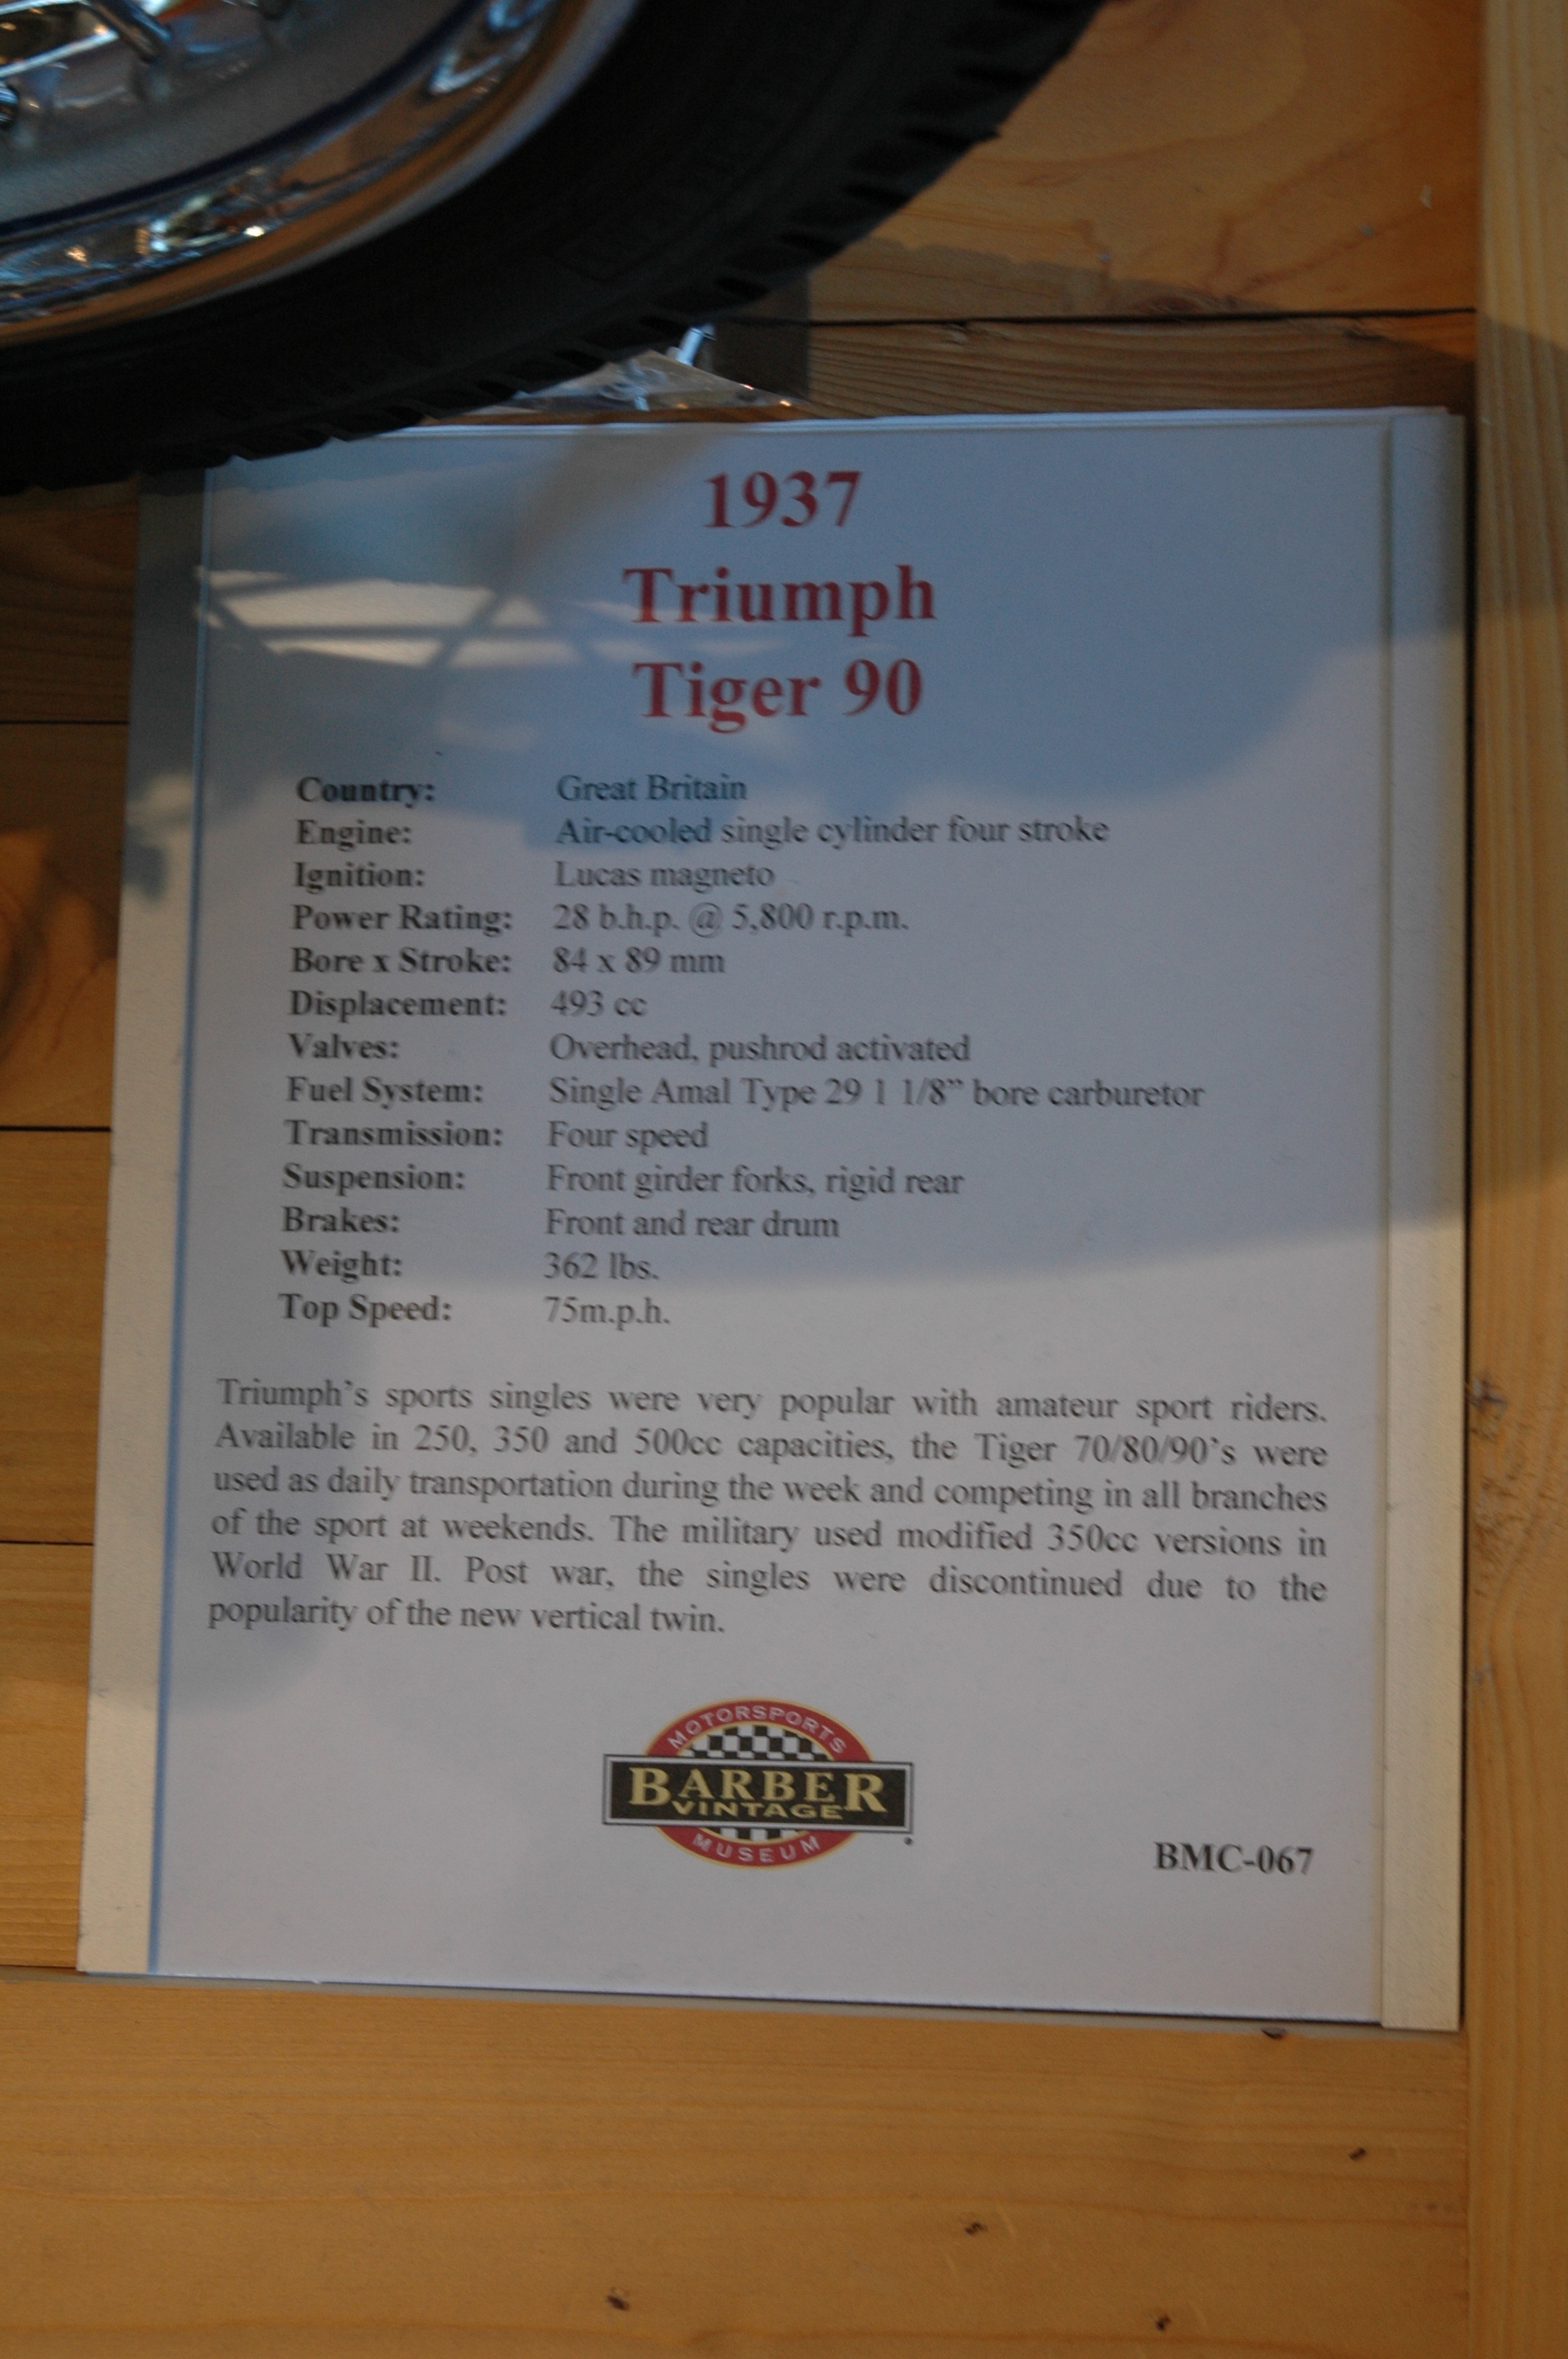 1937
Triumph
Tiger 90
Country: Great Britain
Engine: Air-cooled single cylinder four stroke
Ignition: Lucas magneto
Power Rating: 28 b.h.p. @ 5,800 r.p.m.
Bore x Stroke: 84 x 89 mm
Displacement: 493 cc
Valves: Overhead, pushrod activated
Fuel System: Single Amal Type 29 1 1/8” bore carburetor
Transmission: Four speed
Suspension: Front girder forks, rigid rear
Brakes: Front and rear drum
Weight: 362 lbs.
Top Speed: 75m.p.h.
Triumph’s sports singles were very popular with amateur sport riders.
Available in 250, 350 and 500cc capacities, the Tiger 70/80/90’s were
used as daily transportation during the week and competing in all branches
of the sport at weekends. The military used modified 350cc versions in
World War II. Post war, the singles were discontinued due to the
popularity of the new vertical twin.
MOTORSPORTS
BARBER
VINTAGE
MUSEUM
BMC-067